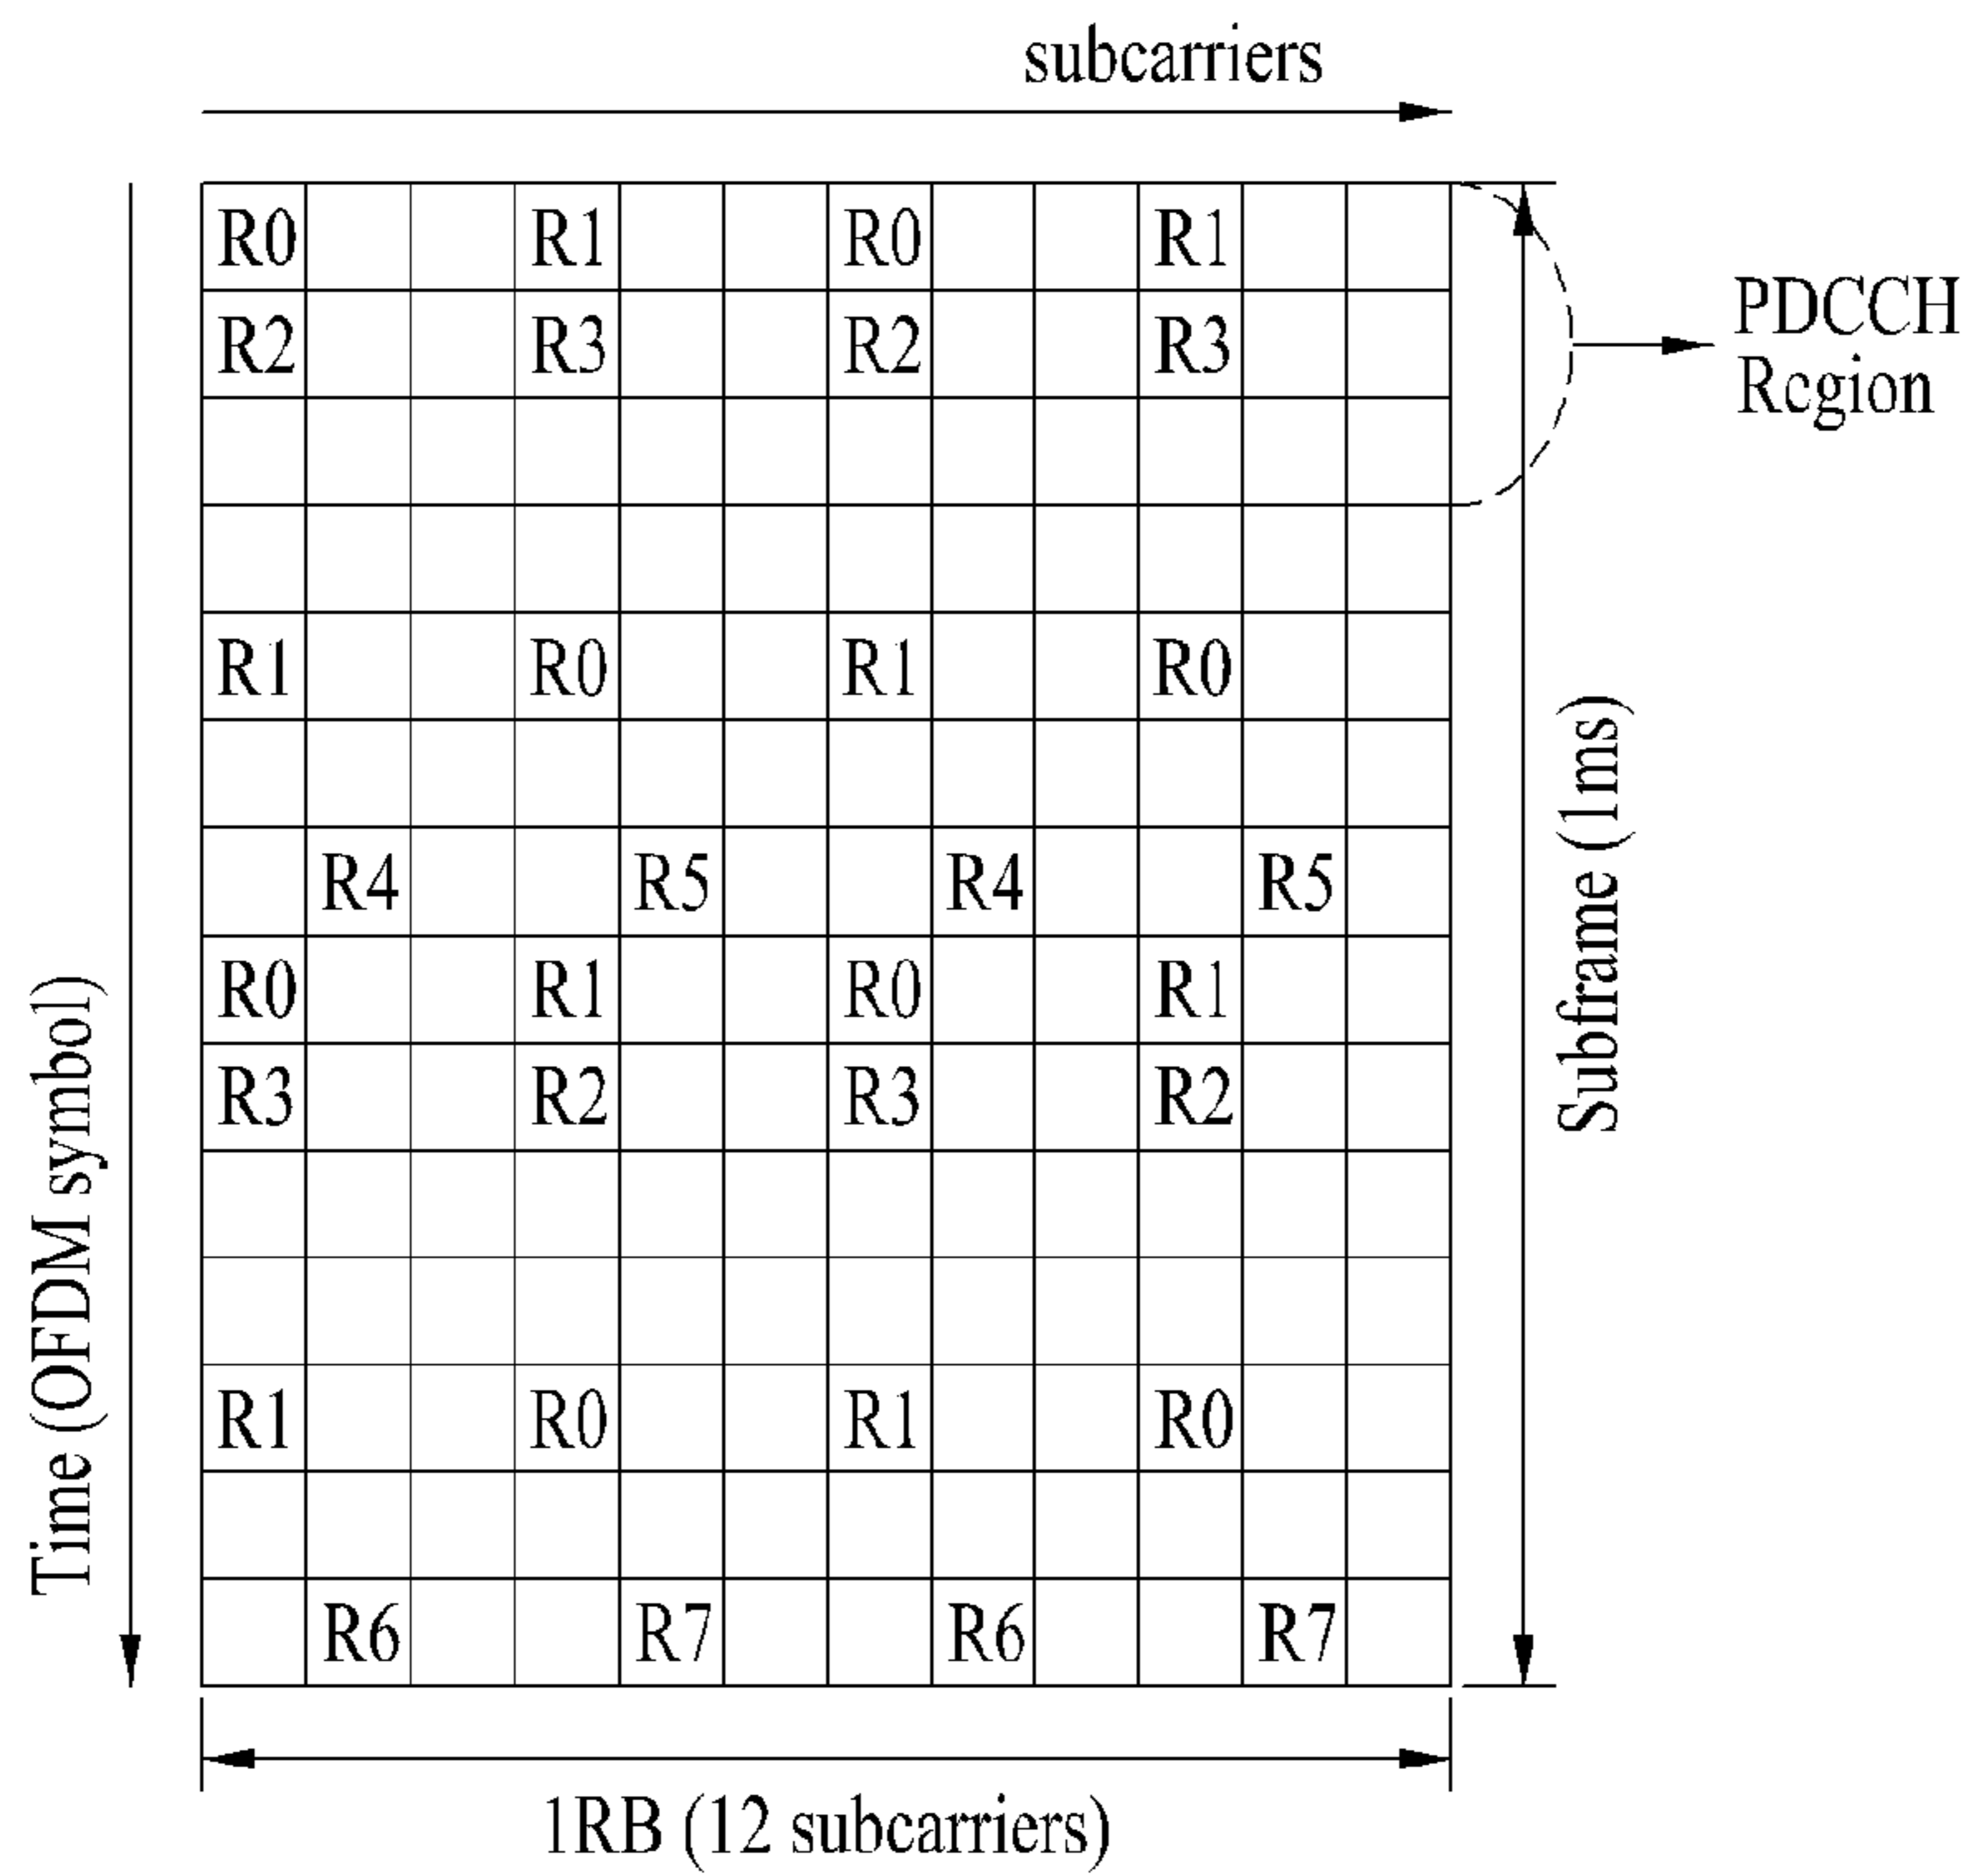 subcarriers
R0 R1 R0 R1
R2 R3 R2 R3
PDCCH
Region
R1 R0 R1 R0
R4 R5 R4 R5
R0 R1 R0 R1
R3 R2 R3 R2
R1 R0 R1 R0
R6 R7 R6 R7
Time (OFDM symbol)
Subframe (1ms)
1RB (12 subcarriers)